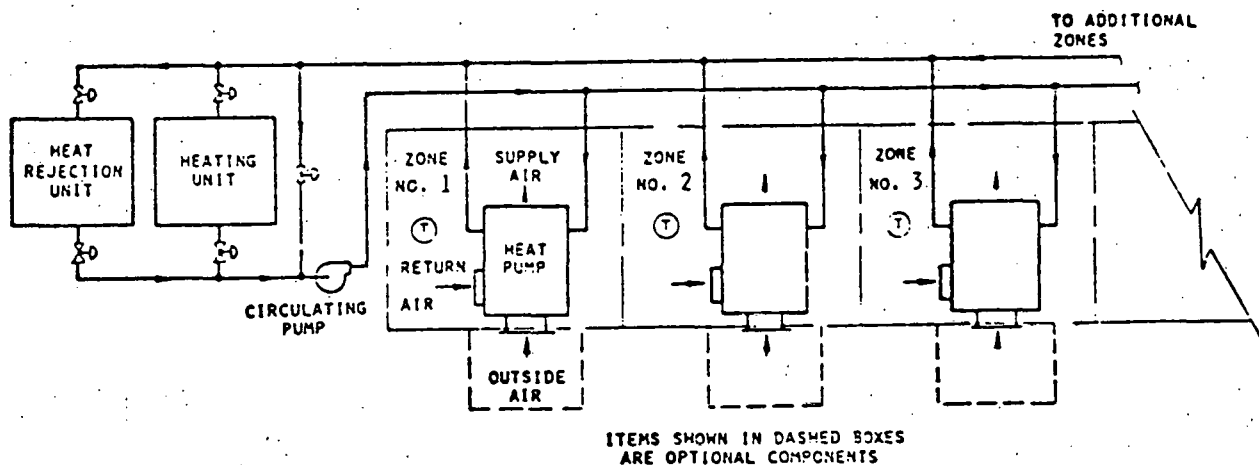 TO ADDITIONAL
ZONES
HEAT
REJECTION
UNIT
HEATING
UNIT
CIRCULATING
PUMP
ZONE
NO. 1
T
SUPPLY
AIR
HEAT
PUMP
RETURN
AIR
OUTSIDE
AIR
ZONE
NO. 2
T
ZONE
NO. 3
T
ITEMS SHOWN IN DASHED BOXES
ARE OPTIONAL COMPONENTS